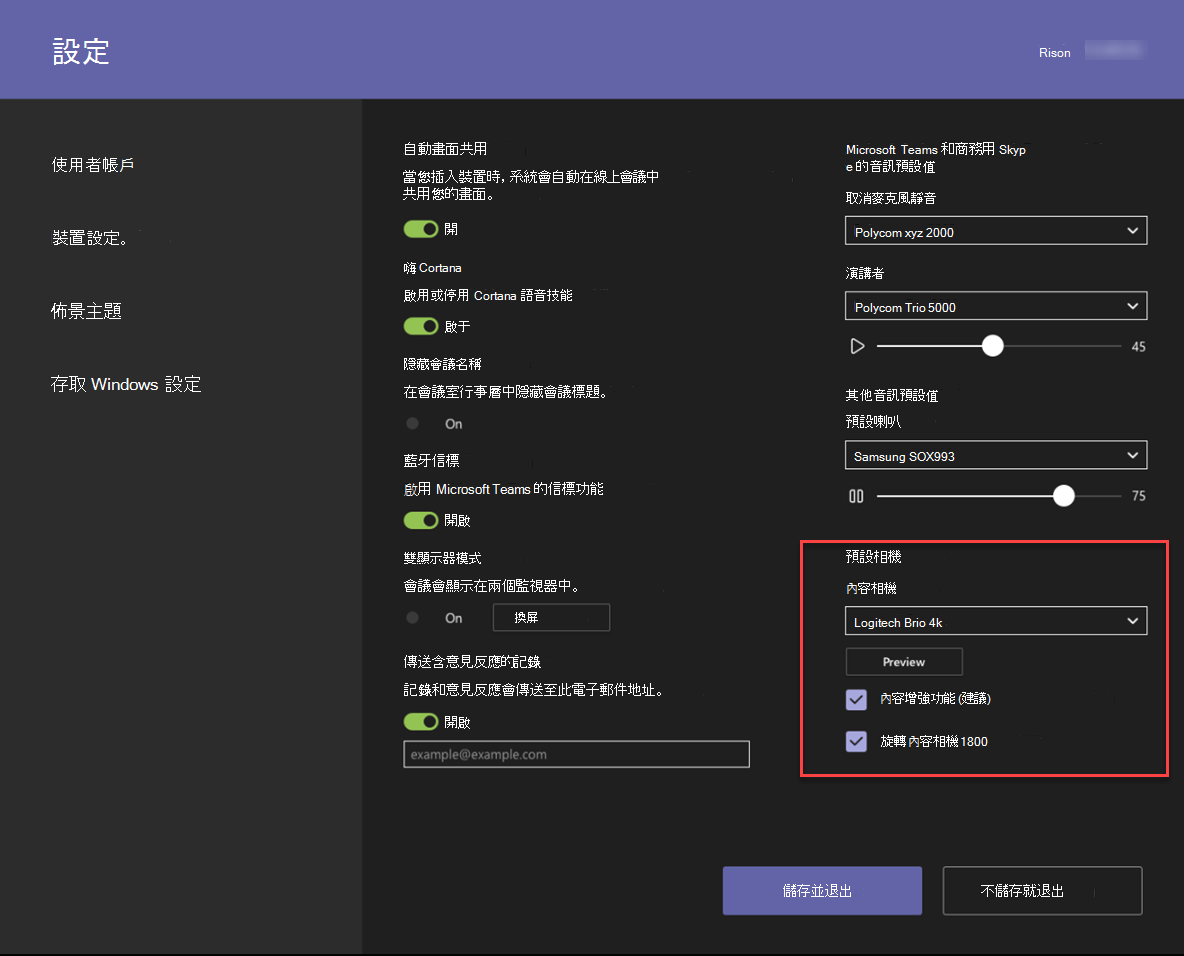 設定
Rison
使用者帳戶
裝置設定。
佈景主題
存取 Windows 設定
自動畫面共用
當您插入裝置時, 系統會自動在線上會議中
共用您的畫面。
開
嗨 Cortana
啟用或停用 Cortana 語音技能
啟于
隱藏會議名稱
在會議室行事曆中隱藏會議標題。
On
藍牙信標
啟用 Microsoft Teams 的信標功能
開啟
雙顯示器模式
會議會顯示在兩個監視器中。
On
換屏
傳送含意見反應的記錄
記錄和意見反應會傳送至此電子郵件地址。
開啟
example@example.com
Microsoft Teams 和商務用 Skyp
e 的音訊預設值
取消麥克風靜音
Polycom xyz 2000
演講者
Polycom Trio 5000
45
其他音訊預設值
預設喇叭
Samsung SOX993
75
預設相機
內容相機
Logitech Brio 4k
Preview
內容增強功能 (建議)
旋轉內容相機 1800
儲存並退出
不儲存就退出